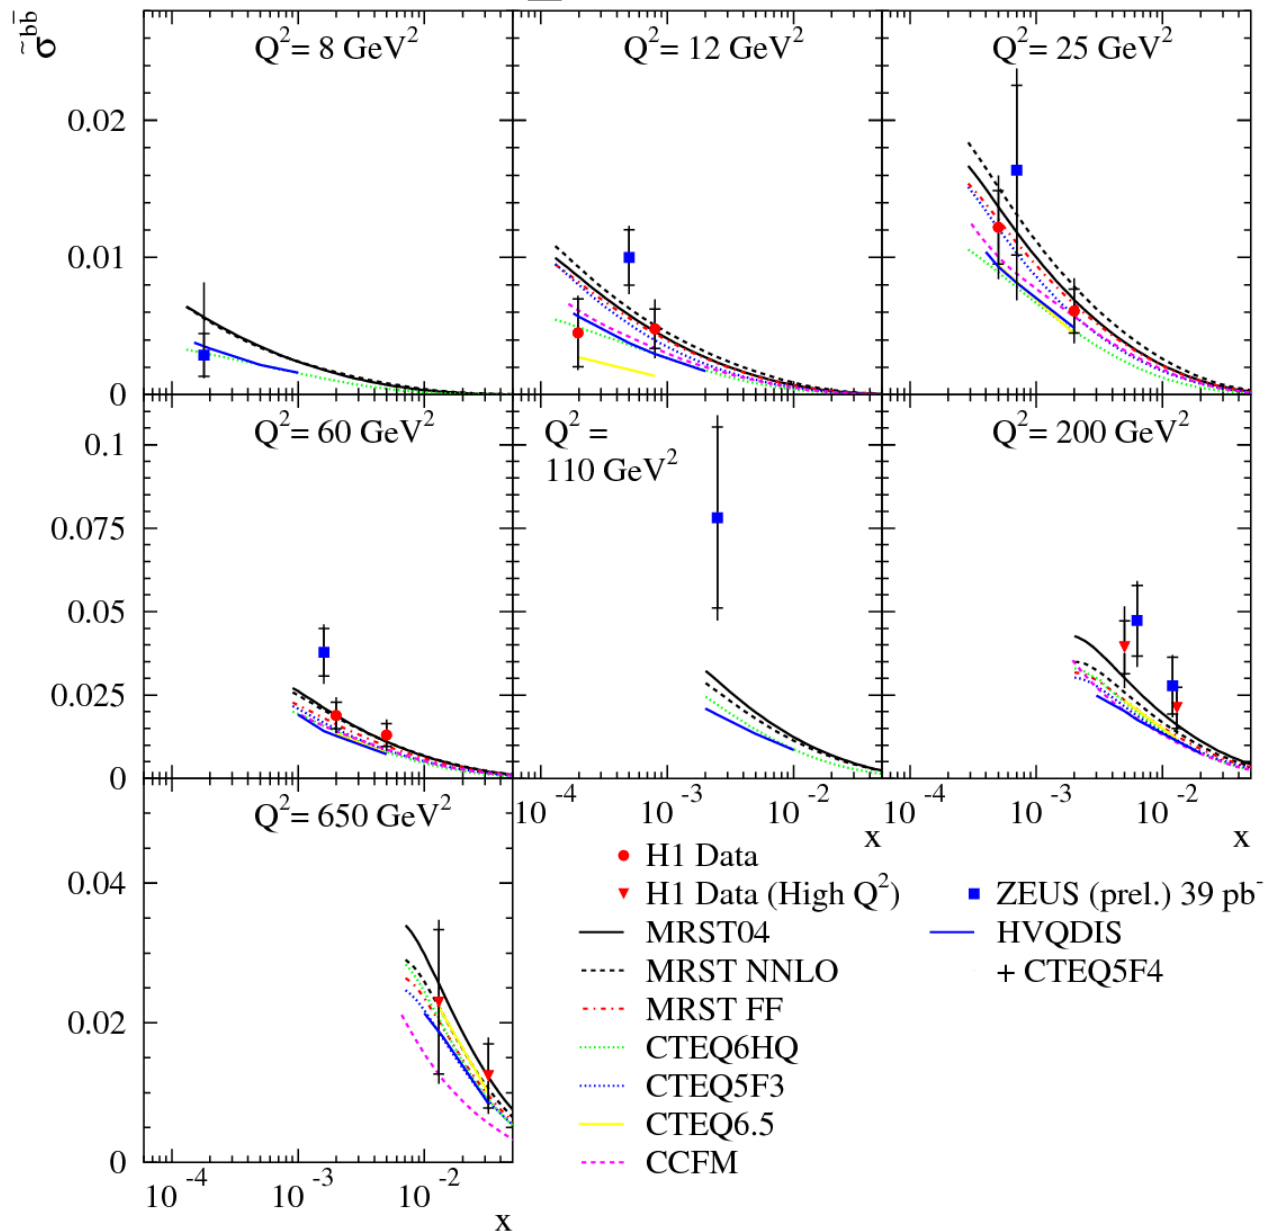 σ̃ᵇᵇ̄
Q²= 8 GeV²
Q²= 12 GeV²
Q²= 25 GeV²
0.02
0.01
0
Q²= 60 GeV²
Q² =
110 GeV²
Q²= 200 GeV²
0.1
0.075
0.05
0.025
0
10⁻⁴ 10⁻³ 10⁻² x
10⁻⁴ 10⁻³ 10⁻² x
Q²= 650 GeV²
0.04
0.02
0
10⁻⁴ 10⁻³ 10⁻² x
H1 Data
H1 Data (High Q²)
MRST04
MRST NNLO
MRST FF
CTEQ6HQ
CTEQ5F3
CTEQ6.5
CCFM
ZEUS (prel.) 39 pb⁻
HVQDIS
+ CTEQ5F4